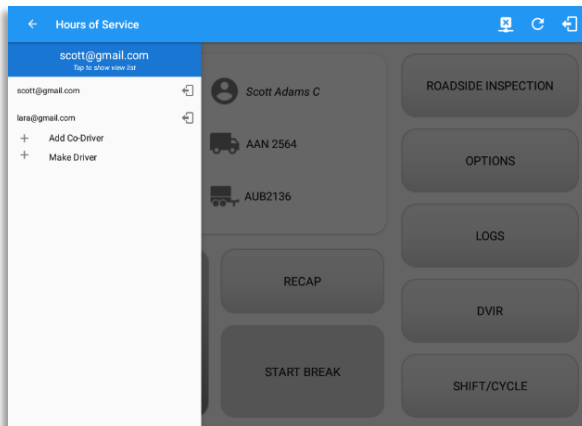 Hours of Service
scott@gmail.com
Tap to show view list
scott@gmail.com
lara@gmail.com
Add Co-Driver
Make Driver
Scott Adams C
AAN 2564
AUB2136
RECAP
START BREAK
ROADSIDE INSPECTION
OPTIONS
LOGS
DVIR
SHIFT/CYCLE